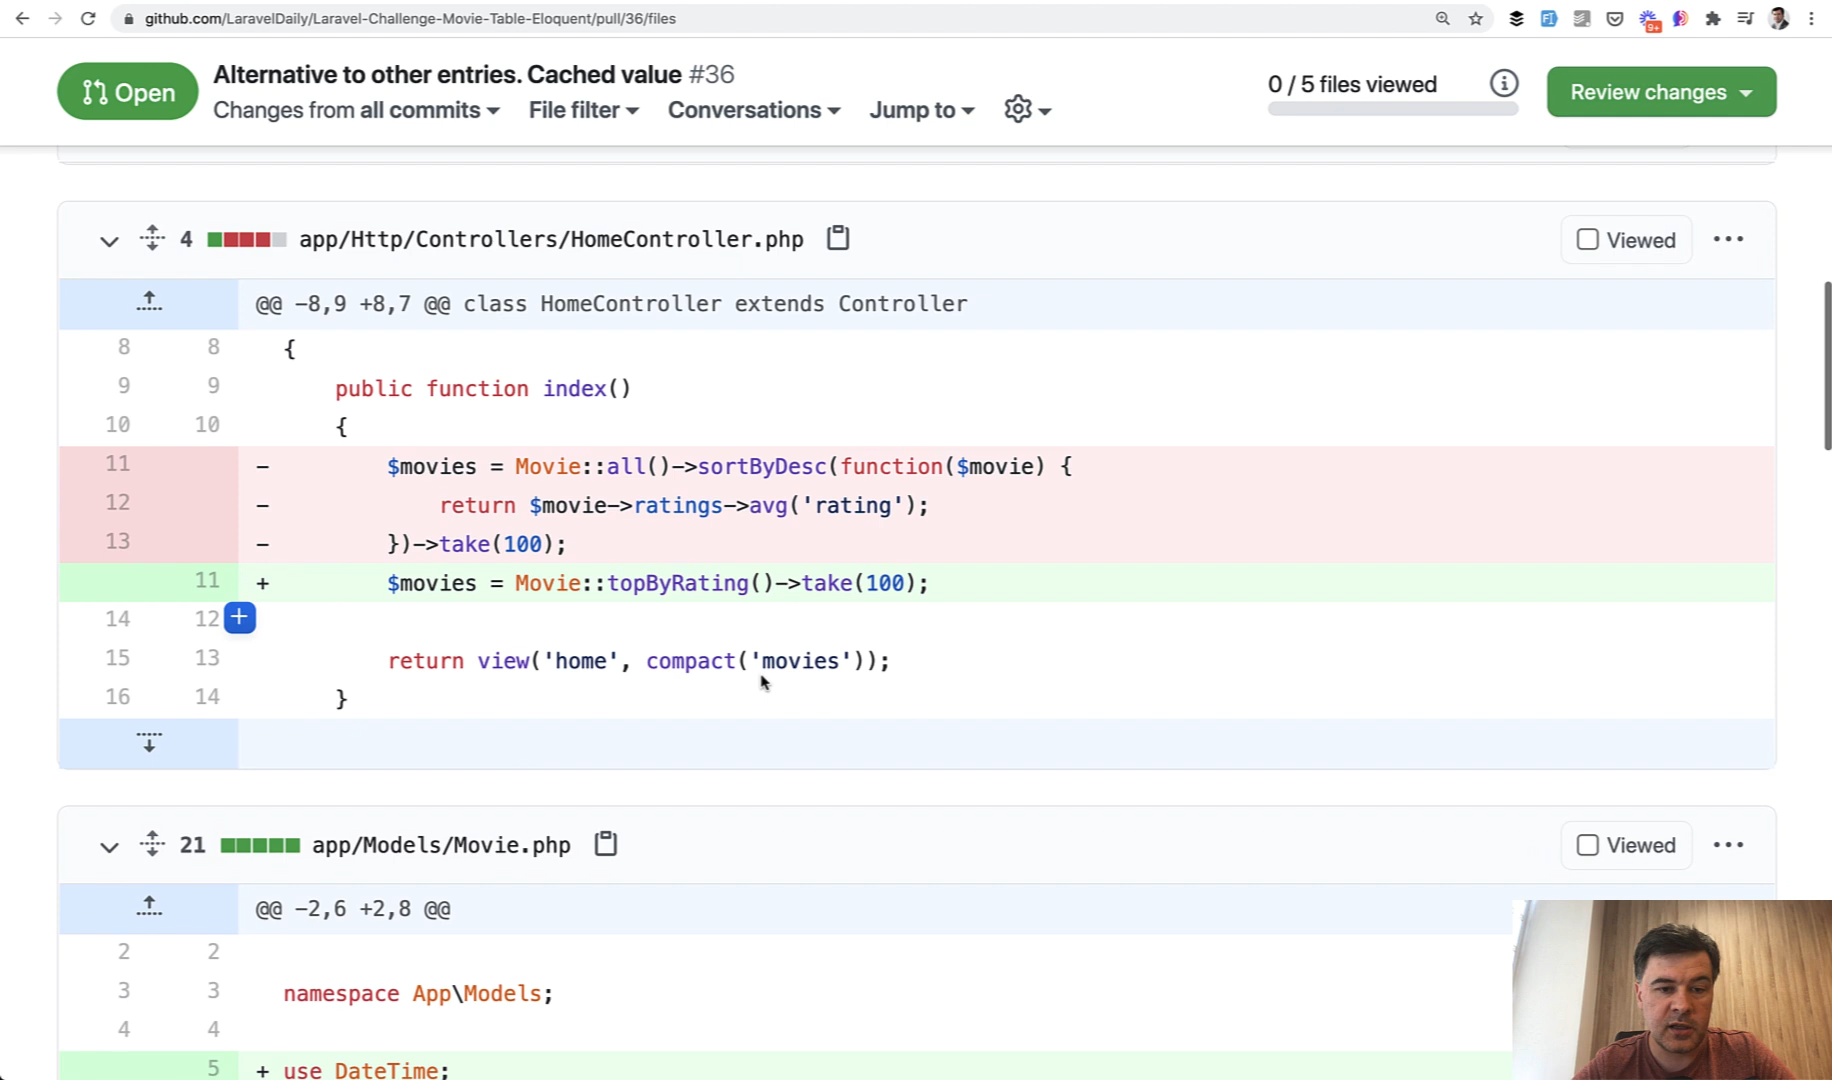 github.com/LaravelDaily/Laravel-Challenge-Movie-Table-Eloquent/pull/36/files
9+
Open
Alternative to other entries. Cached value #36
Changes from all commits
File filter
Conversations
Jump to
0 / 5 files viewed
Review changes
4 app/Http/Controllers/HomeController.php
Viewed
@@ -8,9 +8,7 @@ class HomeController extends Controller
8 8 {
9 9 public function index()
10 10 {
11 - $movies = Movie::all()->sortByDesc(function($movie) {
12 - return $movie->ratings->avg('rating');
13 - })->take(100);
11 + $movies = Movie::topByRating()->take(100);
14 12
15 13 return view('home', compact('movies'));
16 14 }
21 app/Models/Movie.php
Viewed
@@ -2,6 +2,8 @@
2 2
3 3 namespace App\Models;
4 4
5 + use DateTime;